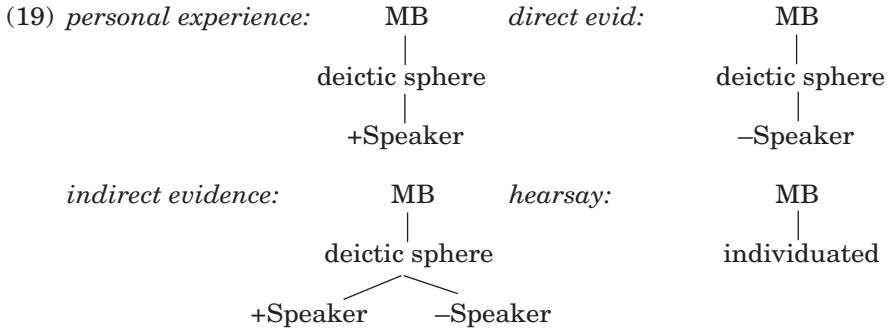 (19) personal experience: MB direct evid: MB
deictic sphere deictic sphere
+Speaker –Speaker
indirect evidence: MB hearsay: MB
deictic sphere individuated
+Speaker –Speaker